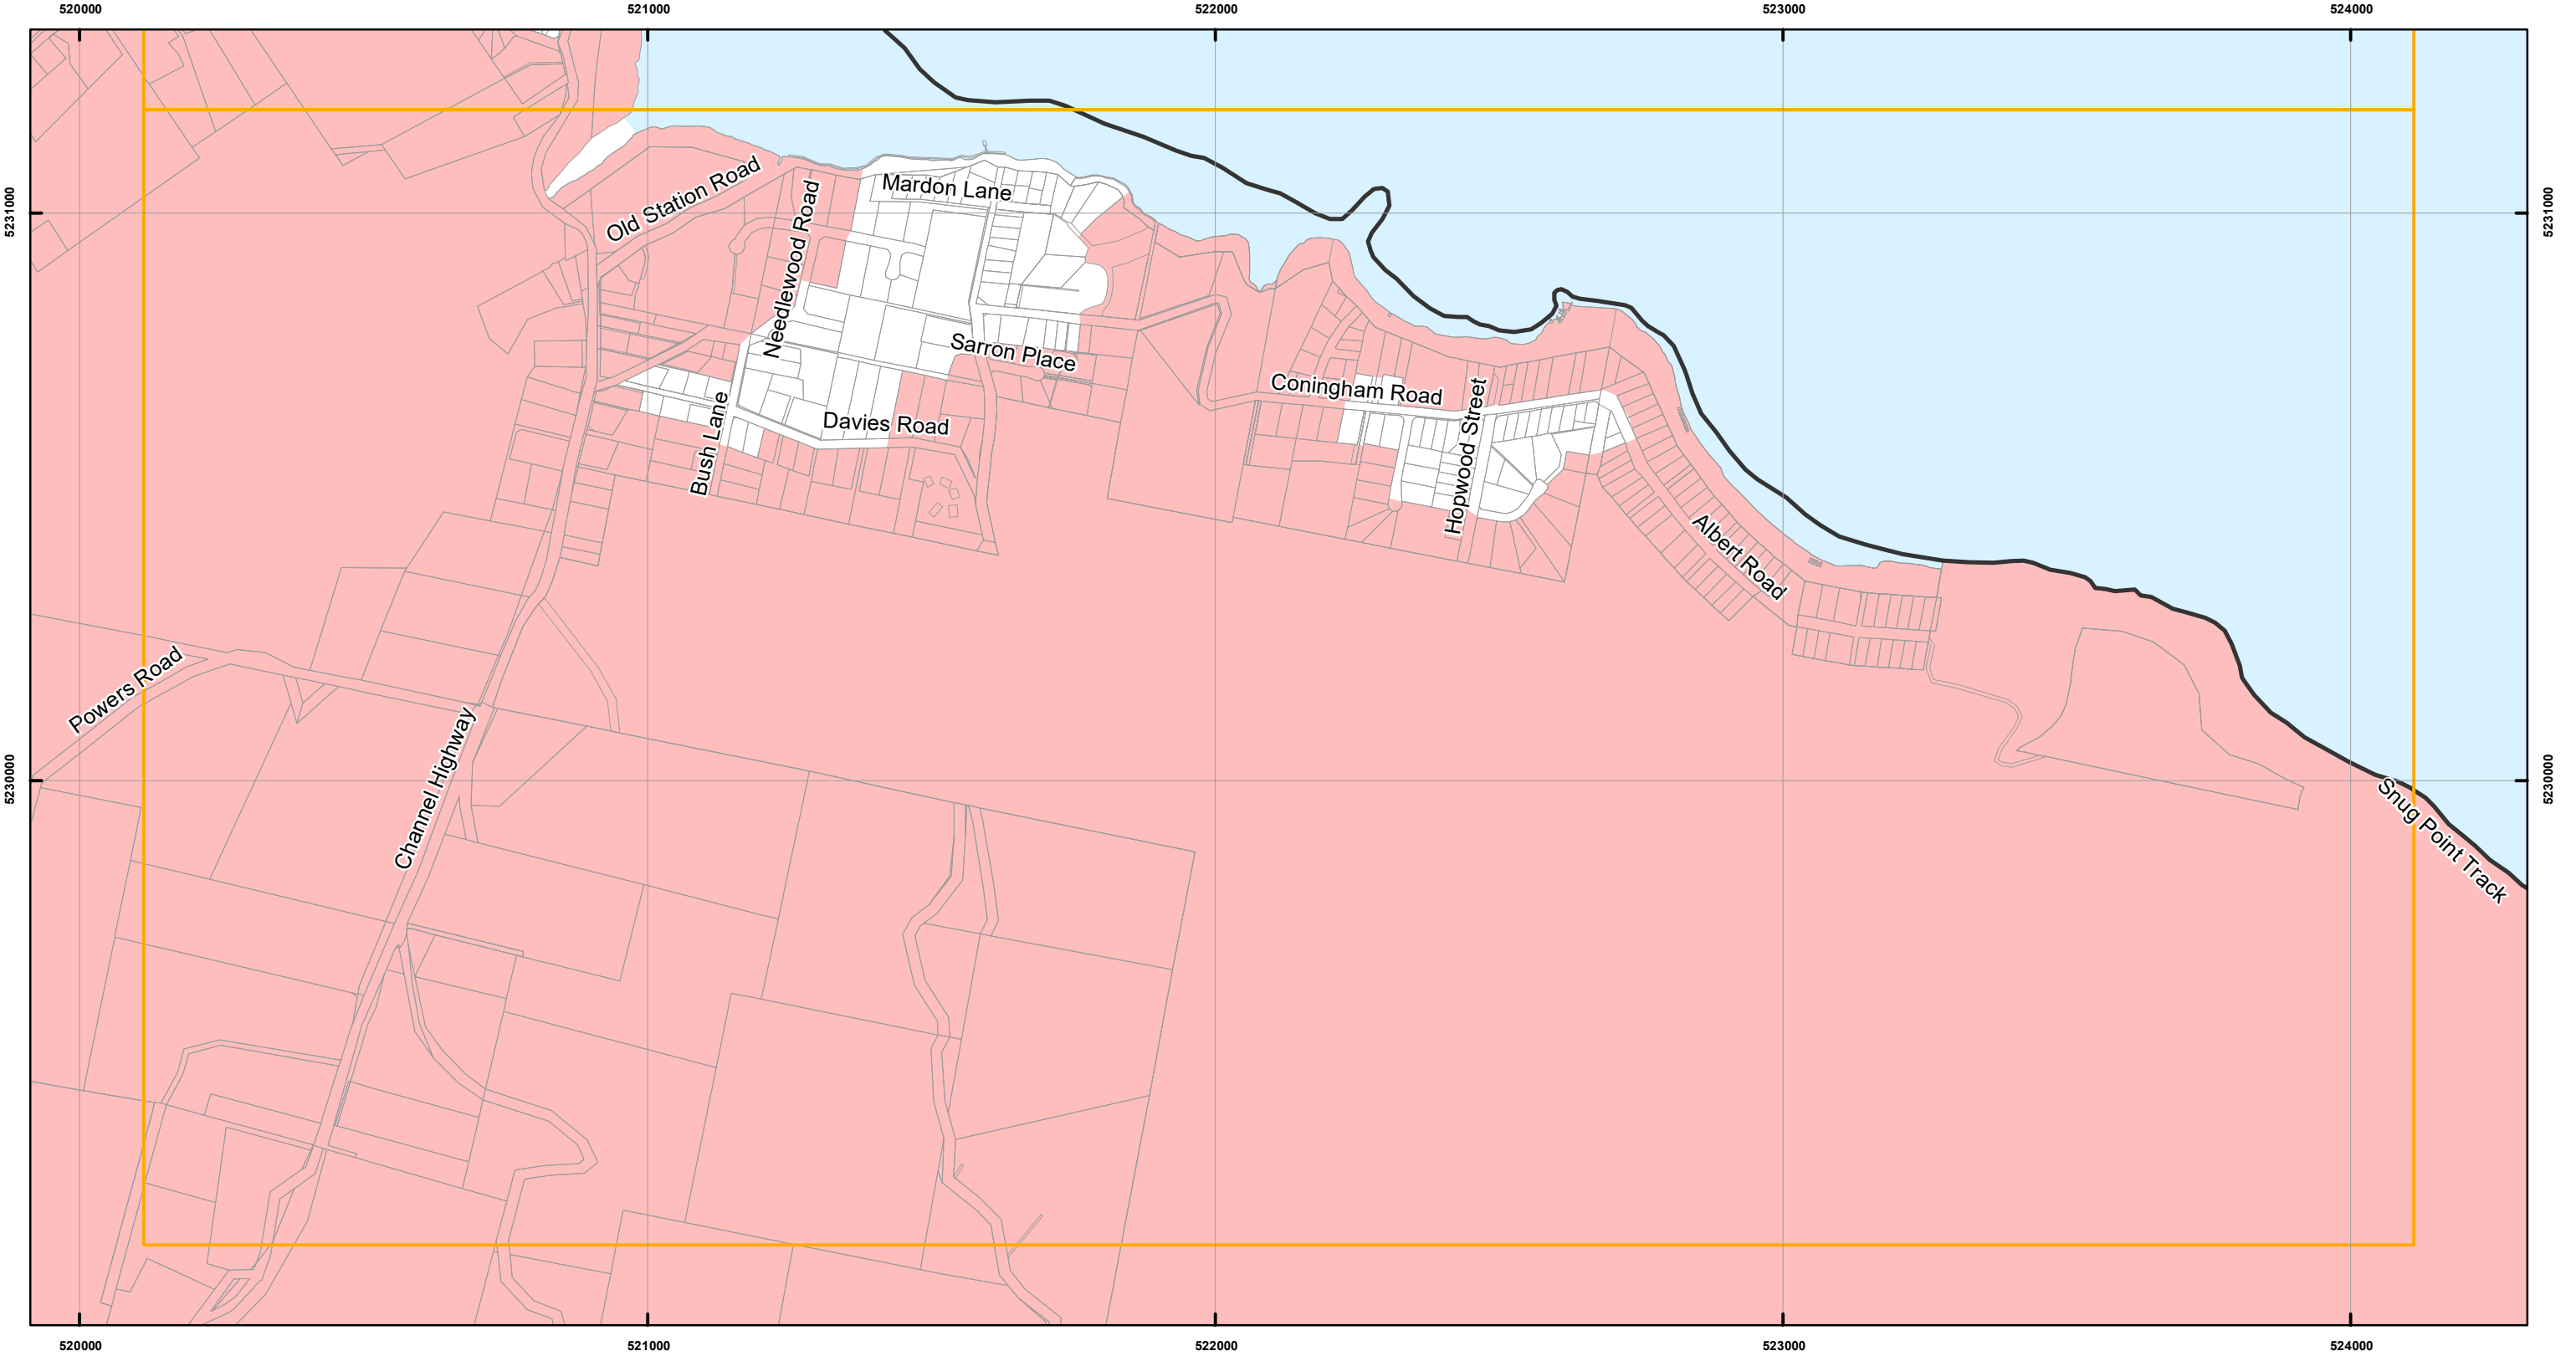 520000
521000
522000
523000
524000
5231000
5231000
Old Station Road
Mardon Lane
Needlewood Road
Sarron Place
Coningham Road
Davies Road
Bush Lane
Hopwood Street
Albert Road
Powers Road
Channel Highway
5230000
5230000
Snug Point Track
520000
521000
522000
523000
524000